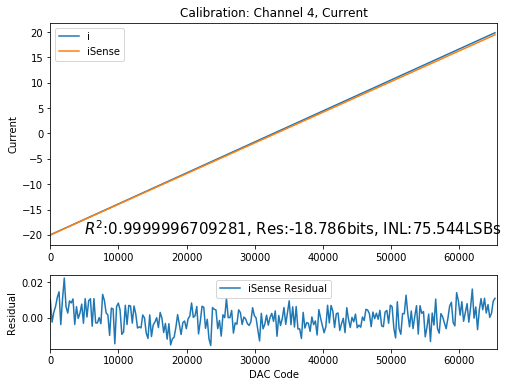 Calibration: Channel 4, Current
i
iSense
Current
20
15
10
5
0
−5
−10
−15
−20
R²:0.9999996709281, Res:-18.786bits, INL:75.544LSBs
0 10000 20000 30000 40000 50000 60000
iSense Residual
Residual
0.02
0.00
0 10000 20000 30000 40000 50000 60000
DAC Code